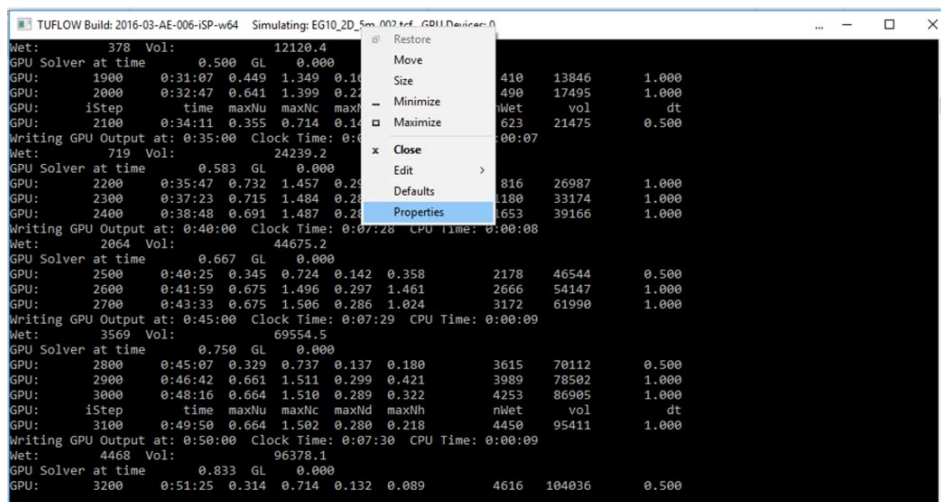 TUFLOW Build: 2016-03-AE-006-iSP-w64 Simulating: EG10_2D_5m_002.tcf GPU Devices: 0
Restore
Move
Size
Minimize
Maximize
Close
Edit
Defaults
Properties
Wet: 378 Vol: 12120.4
GPU Solver at time 0.500 GL 0.000
GPU: 1900 0:31:07 0.449 1.349 410 13846 1.000
GPU: 2000 0:32:47 0.641 1.399 490 17495 1.000
GPU: iStep time maxNu maxNc nWet vol dt
GPU: 2100 0:34:11 0.355 0.714 623 21475 0.500
Writing GPU Output at: 0:35:00 Clock Time: :00:07
Wet: 719 Vol: 24239.2
GPU Solver at time 0.583 GL 0.000
GPU: 2200 0:35:47 0.732 1.457 816 26987 1.000
GPU: 2300 0:37:23 0.715 1.484 1180 33174 1.000
GPU: 2400 0:38:48 0.691 1.487 1653 39166 1.000
Writing GPU Output at: 0:40:00 Clock Time: 0:07:28 CPU Time: 0:00:08
Wet: 2064 Vol: 44675.2
GPU Solver at time 0.667 GL 0.000
GPU: 2500 0:40:25 0.345 0.724 0.142 0.358 2178 46544 0.500
GPU: 2600 0:41:59 0.675 1.496 0.297 1.461 2666 54147 1.000
GPU: 2700 0:43:33 0.675 1.506 0.286 1.024 3172 61990 1.000
Writing GPU Output at: 0:45:00 Clock Time: 0:07:29 CPU Time: 0:00:09
Wet: 3569 Vol: 69554.5
GPU Solver at time 0.750 GL 0.000
GPU: 2800 0:45:07 0.329 0.737 0.137 0.180 3615 70112 0.500
GPU: 2900 0:46:42 0.661 1.511 0.299 0.421 3989 78502 1.000
GPU: 3000 0:48:16 0.664 1.510 0.289 0.322 4253 86905 1.000
GPU: iStep time maxNu maxNc maxNd maxNh nWet vol dt
GPU: 3100 0:49:50 0.664 1.502 0.280 0.218 4450 95411 1.000
Writing GPU Output at: 0:50:00 Clock Time: 0:07:30 CPU Time: 0:00:09
Wet: 4468 Vol: 96378.1
GPU Solver at time 0.833 GL 0.000
GPU: 3200 0:51:25 0.314 0.714 0.132 0.089 4616 104036 0.500